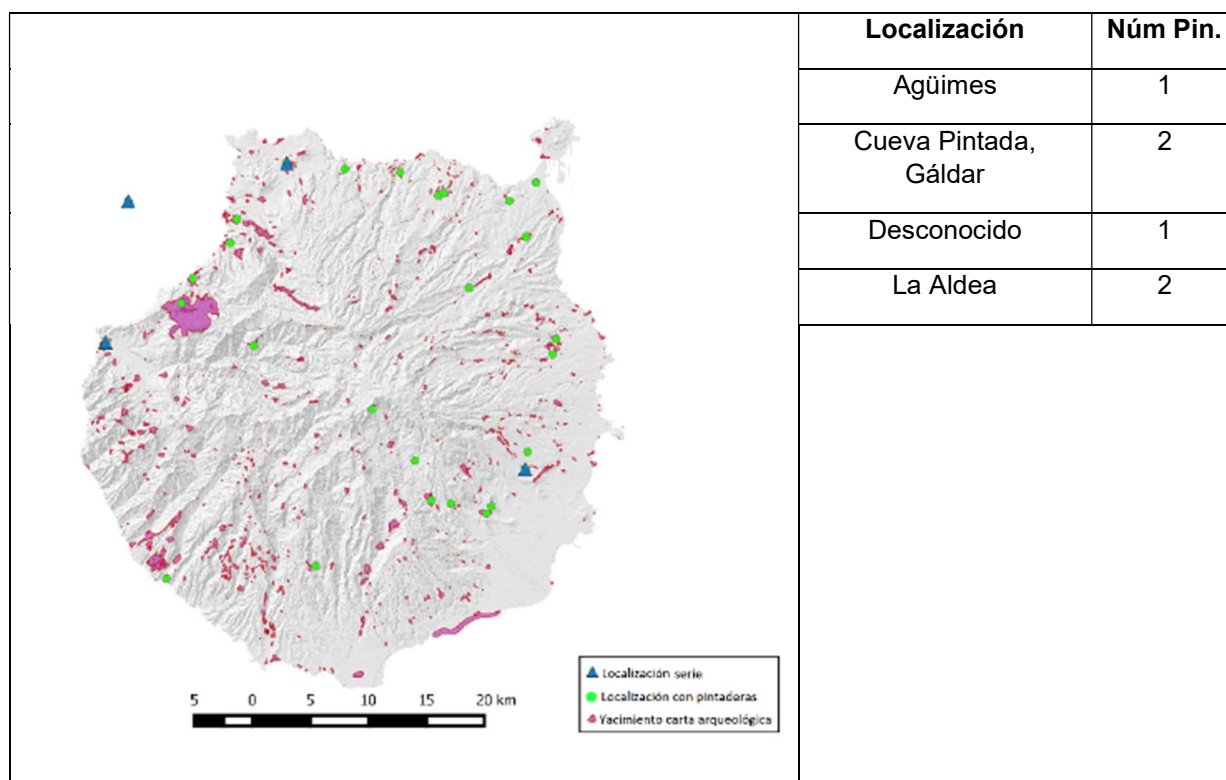 Localización Núm Pin.
Agüimes 1
Cueva Pintada, 2
Gáldar
Desconocido 1
La Aldea 2
Localización serie
Localización con pintaderas
Yacimiento carta arqueológica
5 0 5 10 15 20 km